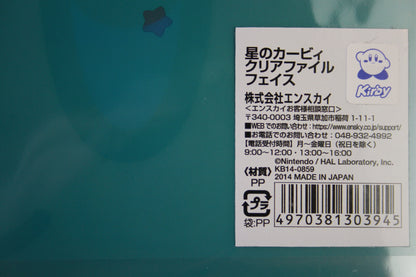 星のカービィ
クリアファイル
フェイス
Kirby
株式会社エンスカイ
<エンスカイお客様相談窓口>
〒340-0003 埼玉県草加市稲荷 1-11-1
■WEBでのお問い合わせ:https://www.ensky.co.jp/support/
■お電話でのお問い合わせ:048-932-4992
【電話受付時間】月~金曜日(祝日を除く)
9:00~12:00・13:00~16:00
©Nintendo / HAL Laboratory, Inc.
KB14-0859
2014 MADE IN JAPAN
〈材質〉
PP
プラ
袋:PP
4970381303945